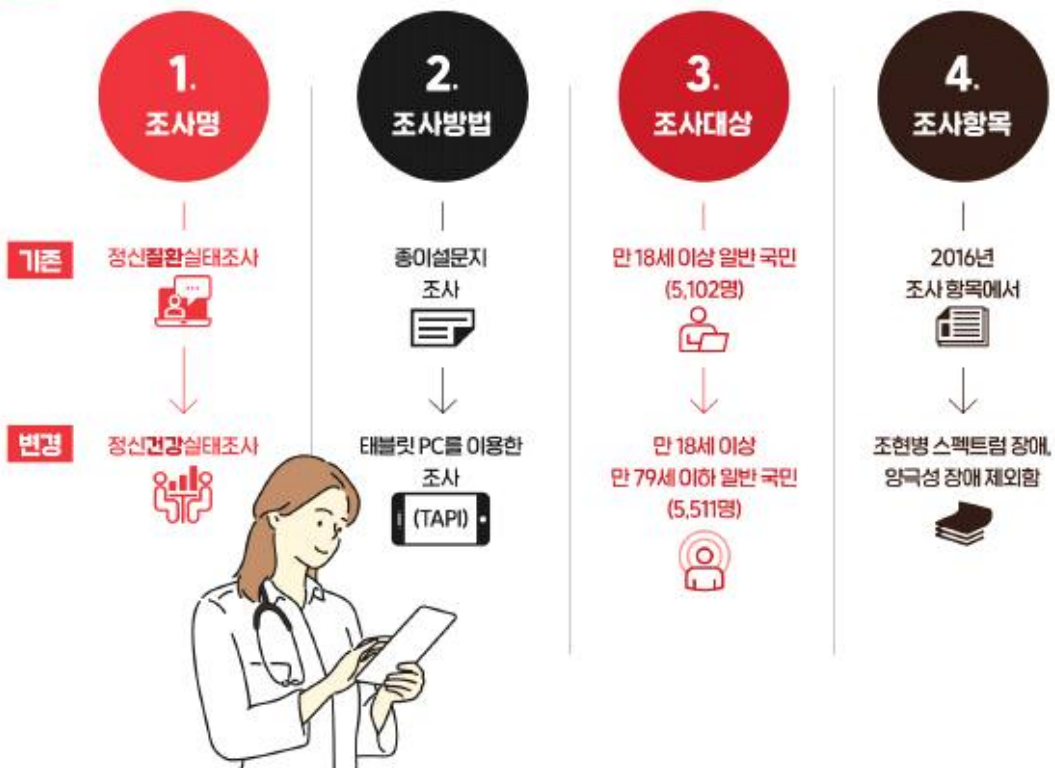 1.
조사명
2.
조사방법
3.
조사대상
4.
조사항목
기존
정신질환실태조사
종이설문지
조사
만 18세 이상 일반 국민
(5,102명)
2016년
조사 항목에서
변경
정신건강실태조사
태블릿 PC를 이용한
조사
(TAPI)
만 18세 이상
만 79세 이하 일반 국민
(5,511명)
조현병 스펙트럼 장애,
양극성 장애 제외함